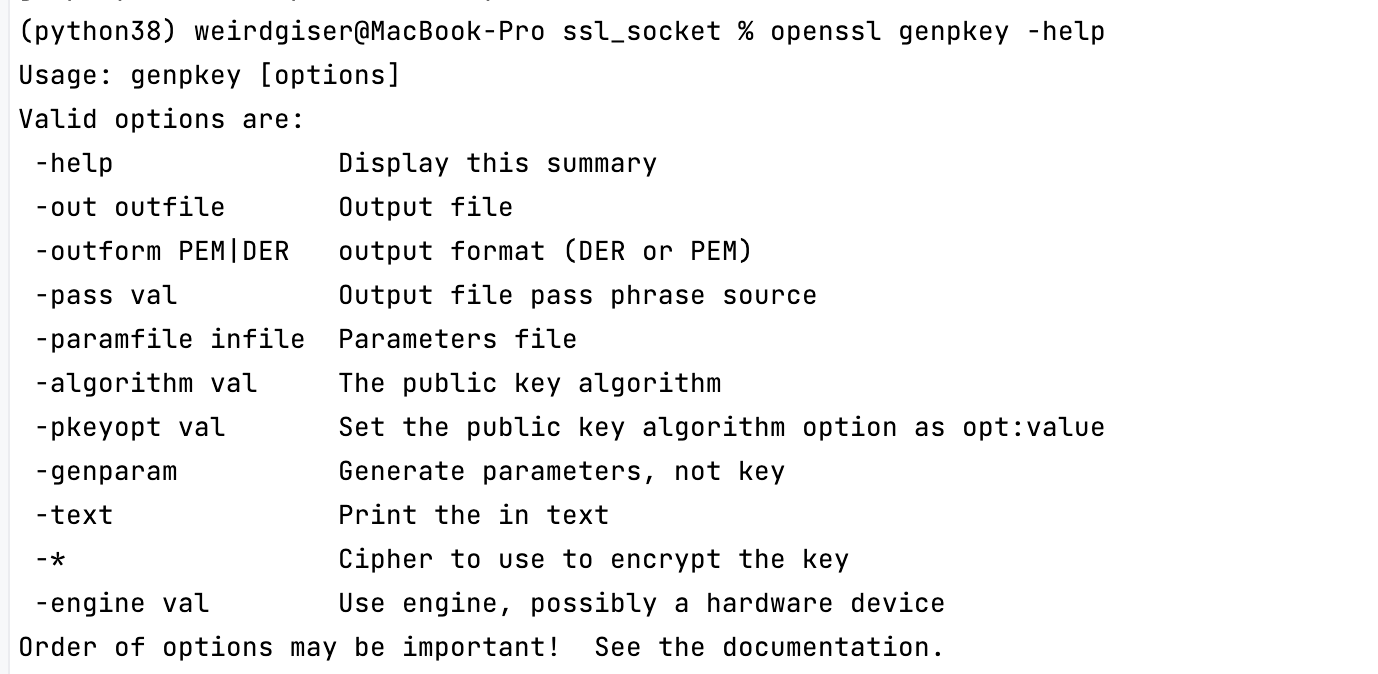 (python38) weirdgiser@MacBook-Pro ssl_socket % openssl genpkey -help
Usage: genpkey [options]
Valid options are:
 -help              Display this summary
 -out outfile       Output file
 -outform PEM|DER   output format (DER or PEM)
 -pass val          Output file pass phrase source
 -paramfile infile  Parameters file
 -algorithm val     The public key algorithm
 -pkeyopt val       Set the public key algorithm option as opt:value
 -genparam          Generate parameters, not key
 -text              Print the in text
 -*                 Cipher to use to encrypt the key
 -engine val        Use engine, possibly a hardware device
Order of options may be important!  See the documentation.